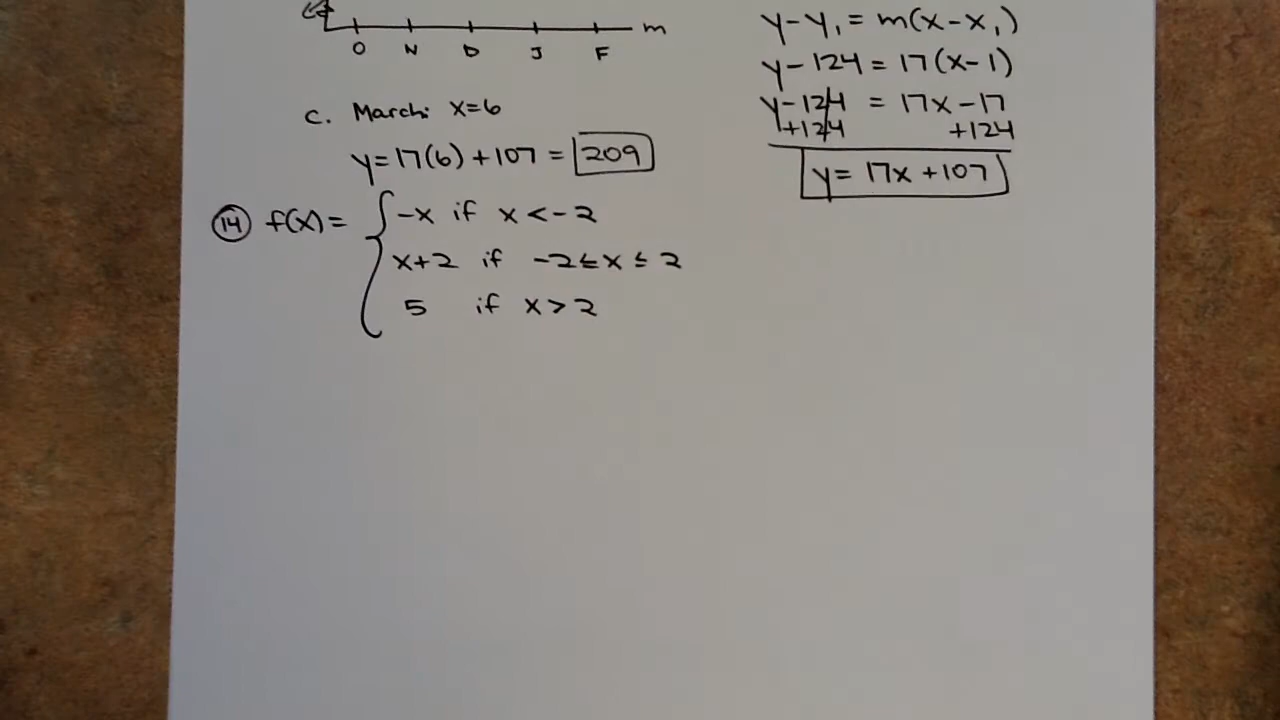 m
O N D J F
c. March: x=6
y=17(6)+107= 209
y-y₁=m(x-x₁)
y-124=17(x-1)
y-124 = 17x-17
+124 +124
y= 17x+107
14 f(x)= { -x if x<-2
x+2 if -2≤x≤2
5 if x>2